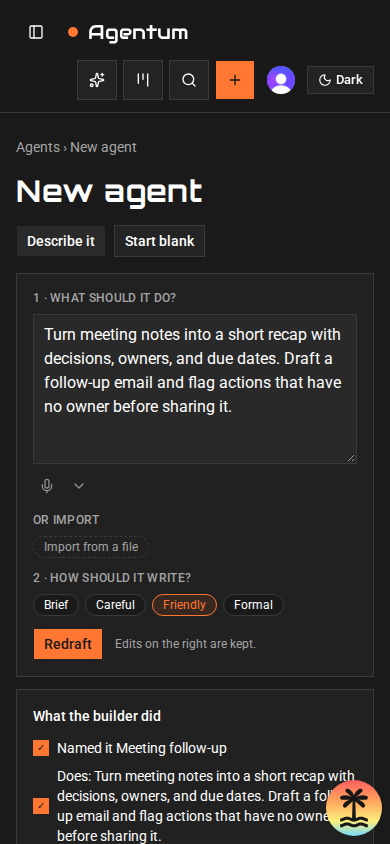 Agentum
Dark
Agents › New agent
New agent
Describe it
Start blank
1 · WHAT SHOULD IT DO?
Turn meeting notes into a short recap with
decisions, owners, and due dates. Draft a
follow-up email and flag actions that have
no owner before sharing it.
OR IMPORT
Import from a file
2 · HOW SHOULD IT WRITE?
Brief
Careful
Friendly
Formal
Redraft
Edits on the right are kept.
What the builder did
Named it Meeting follow-up
Does: Turn meeting notes into a short recap with
decisions, owners, and due dates. Draft a
up email and flag actions that have no
before sharing it.